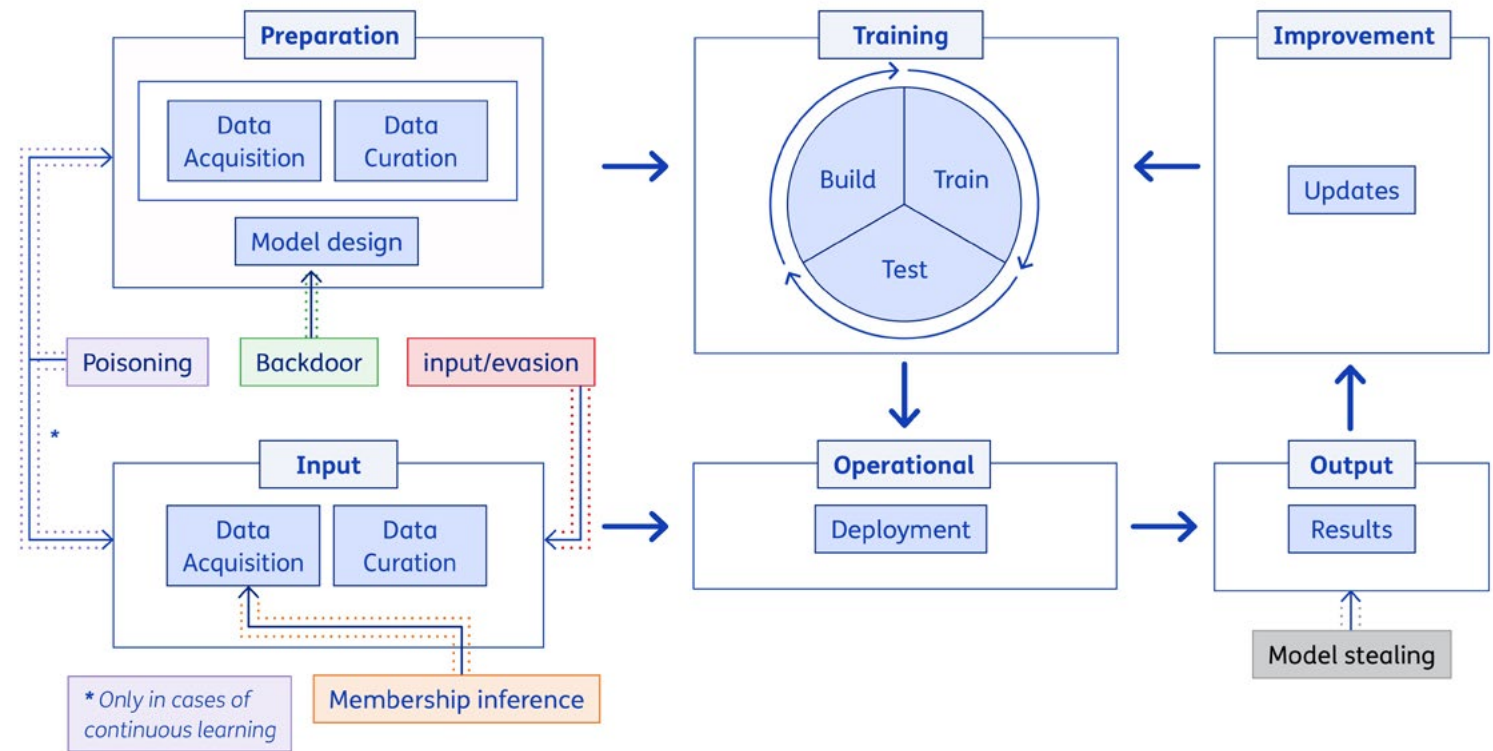 Preparation
Data
Acquisition
Data
Curation
Model design
Training
Build
Train
Test
Improvement
Updates
Poisoning
Backdoor
input/evasion
*
Input
Data
Acquisition
Data
Curation
Operational
Deployment
Output
Results
Model stealing
Membership inference
* Only in cases of
continuous learning